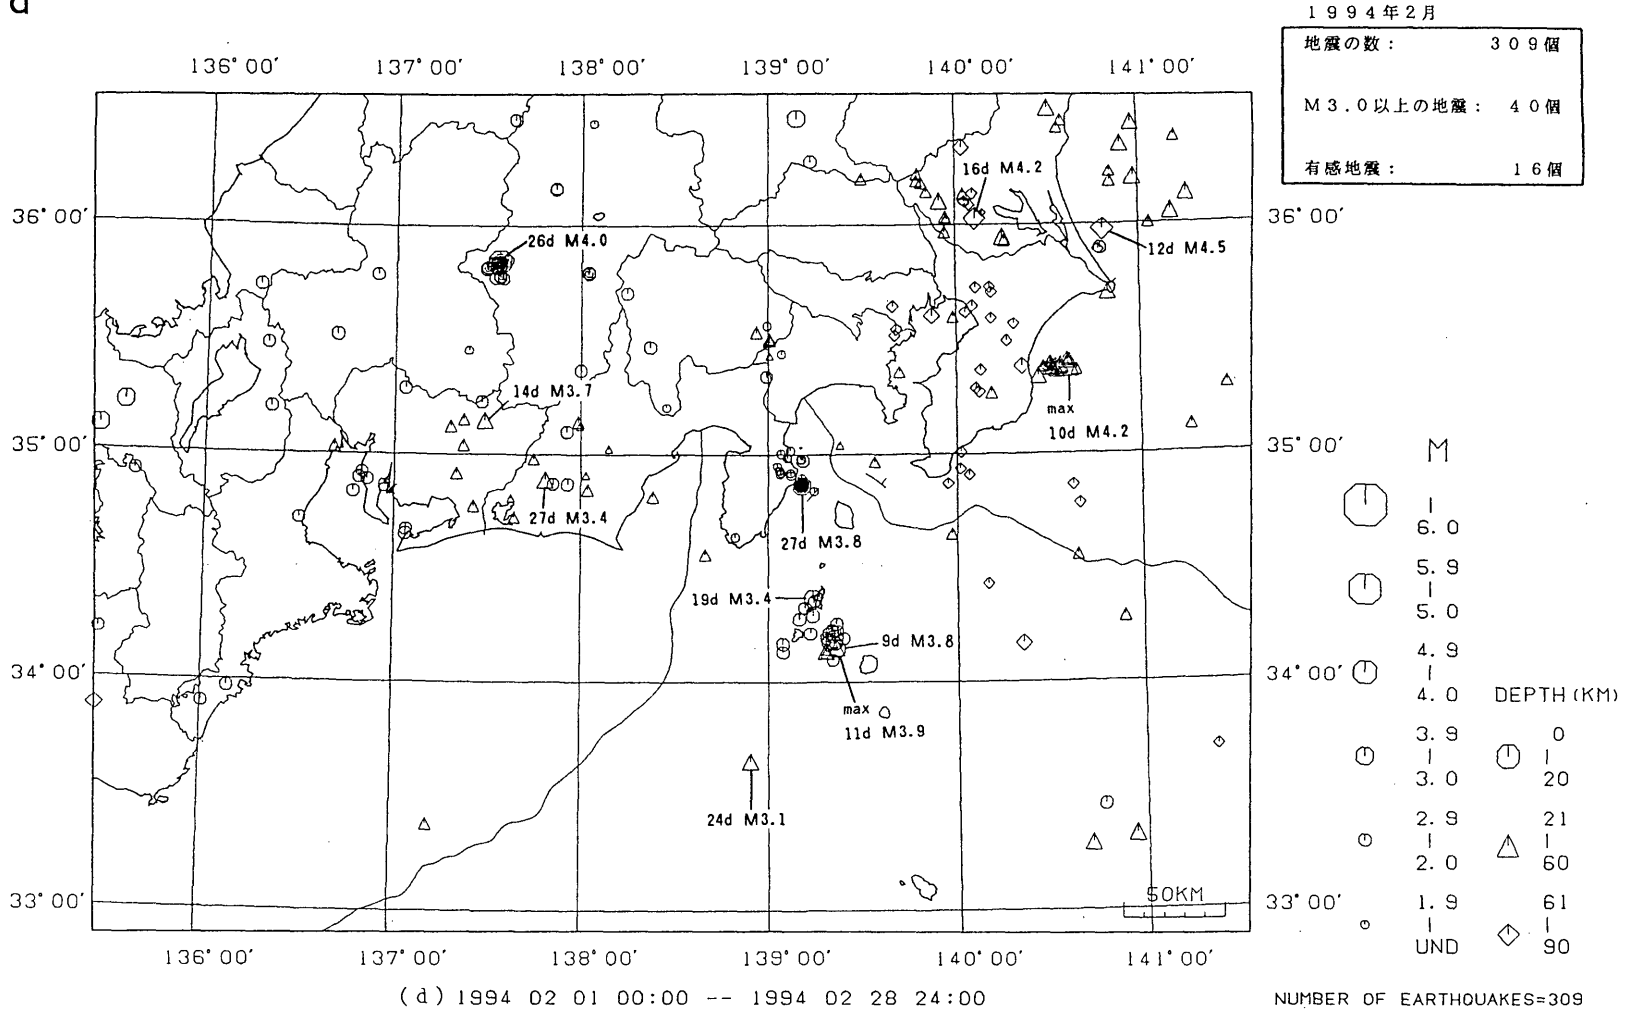 d
1994年2月
地震の数： 309個
M3.0以上の地震： 40個
有感地震： 16個
136°00′ 137°00′ 138°00′ 139°00′ 140°00′ 141°00′
16d M4.2
36°00′ 36°00′
26d M4.0
12d M4.5
14d M3.7
max
10d M4.2
35°00′ 35°00′
27d M3.4
27d M3.8
19d M3.4
9d M3.8
34°00′ 34°00′
max
11d M3.9
24d M3.1
50KM
33°00′ 33°00′
136°00′ 137°00′ 138°00′ 139°00′ 140°00′ 141°00′
M
6.0
5.9
5.0
4.9
4.0
3.9
3.0
2.9
2.0
1.9
UND
DEPTH(KM)
0
20
21
60
61
90
(d) 1994 02 01 00:00 -- 1994 02 28 24:00
NUMBER OF EARTHQUAKES=309